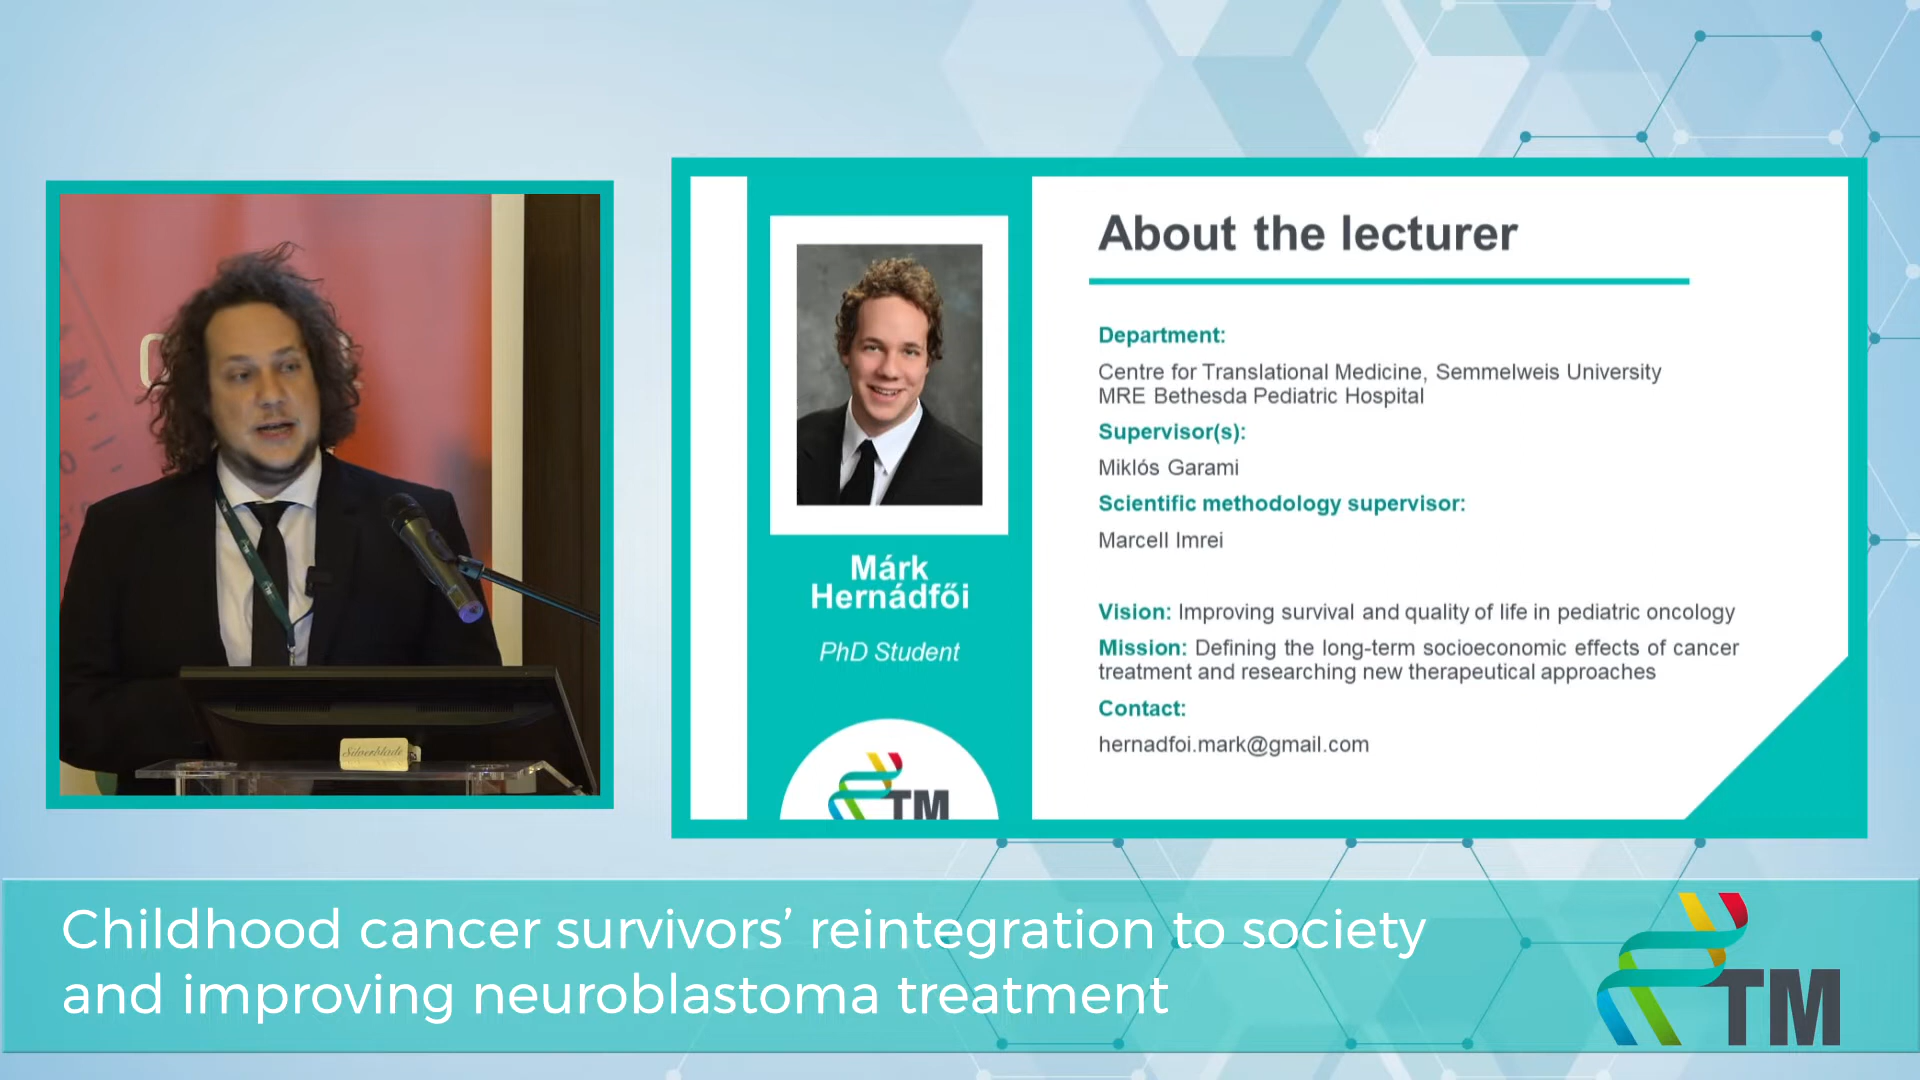 About the lecturer
Department:
Centre for Translational Medicine, Semmelweis University
MRE Bethesda Pediatric Hospital
Supervisor(s):
Miklós Garami
Scientific methodology supervisor:
Marcell Imrei
Vision: Improving survival and quality of life in pediatric oncology
Mission: Defining the long-term socioeconomic effects of cancer
treatment and researching new therapeutical approaches
Contact:
hernadfoi.mark@gmail.com
Márk
Hernádfői
PhD Student
TM
Silverblade
Childhood cancer survivors’ reintegration to society
and improving neuroblastoma treatment
TM